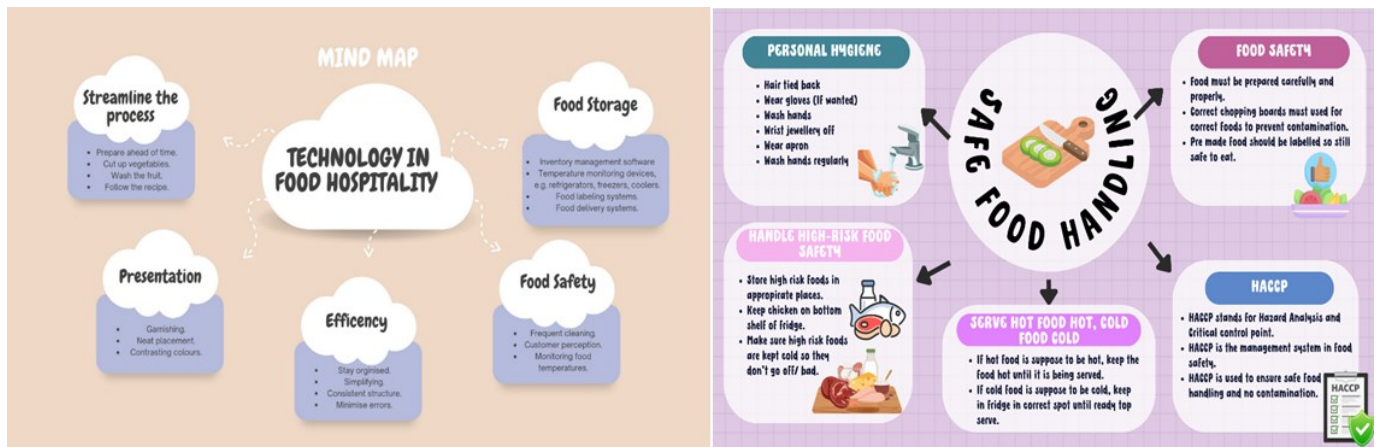 MIND MAP
TECHNOLOGY IN
FOOD HOSPITALITY
Streamline the
process
Prepare ahead of time.
Cut up vegetables.
Wash the fruit.
Follow the recipe.
Food Storage
Inventory management software
Temperature monitoring devices,
e.g. refrigerators, freezers, coolers.
Food labeling systems.
Food delivery systems.
Presentation
Garnishing.
Neat placement.
Contrasting colours.
Efficency
Stay orginised.
Simplifying.
Consistent structure.
Minimise errors.
Food Safety
Frequent cleaning.
Customer perception.
Monitoring food
temperatures.
SAFE FOOD HANDLING
PERSONAL HYGIENE
Hair tied back
Wear gloves (If wanted)
Wash hands
Wrist jewellery off
Wear apron
Wash hands regularly
FOOD SAFETY
Food must be prepared carefully and
properly.
Correct chopping boards must used for
correct foods to prevent contamination.
Pre made food should be labelled so still
safe to eat.
HANDLE HIGH-RISK FOOD
SAFETY
Store high risk foods in
appropirate places.
Keep chicken on bottom
shelf of fridge.
Make sure high risk foods
are kept cold so they
don't go off/ bad.
SERVE HOT FOOD HOT, COLD
FOOD COLD
If hot food is suppose to be hot, keep the
food hot until it is being served.
If cold food is suppose to be cold, keep
in fridge in correct spot until ready top
serve.
HACCP
HACCP stands for Hazard Analysis and
Critical control point.
HACCP is the management system in food
safety.
HACCP is used to ensure safe food
handling and no contamination.
HACCP